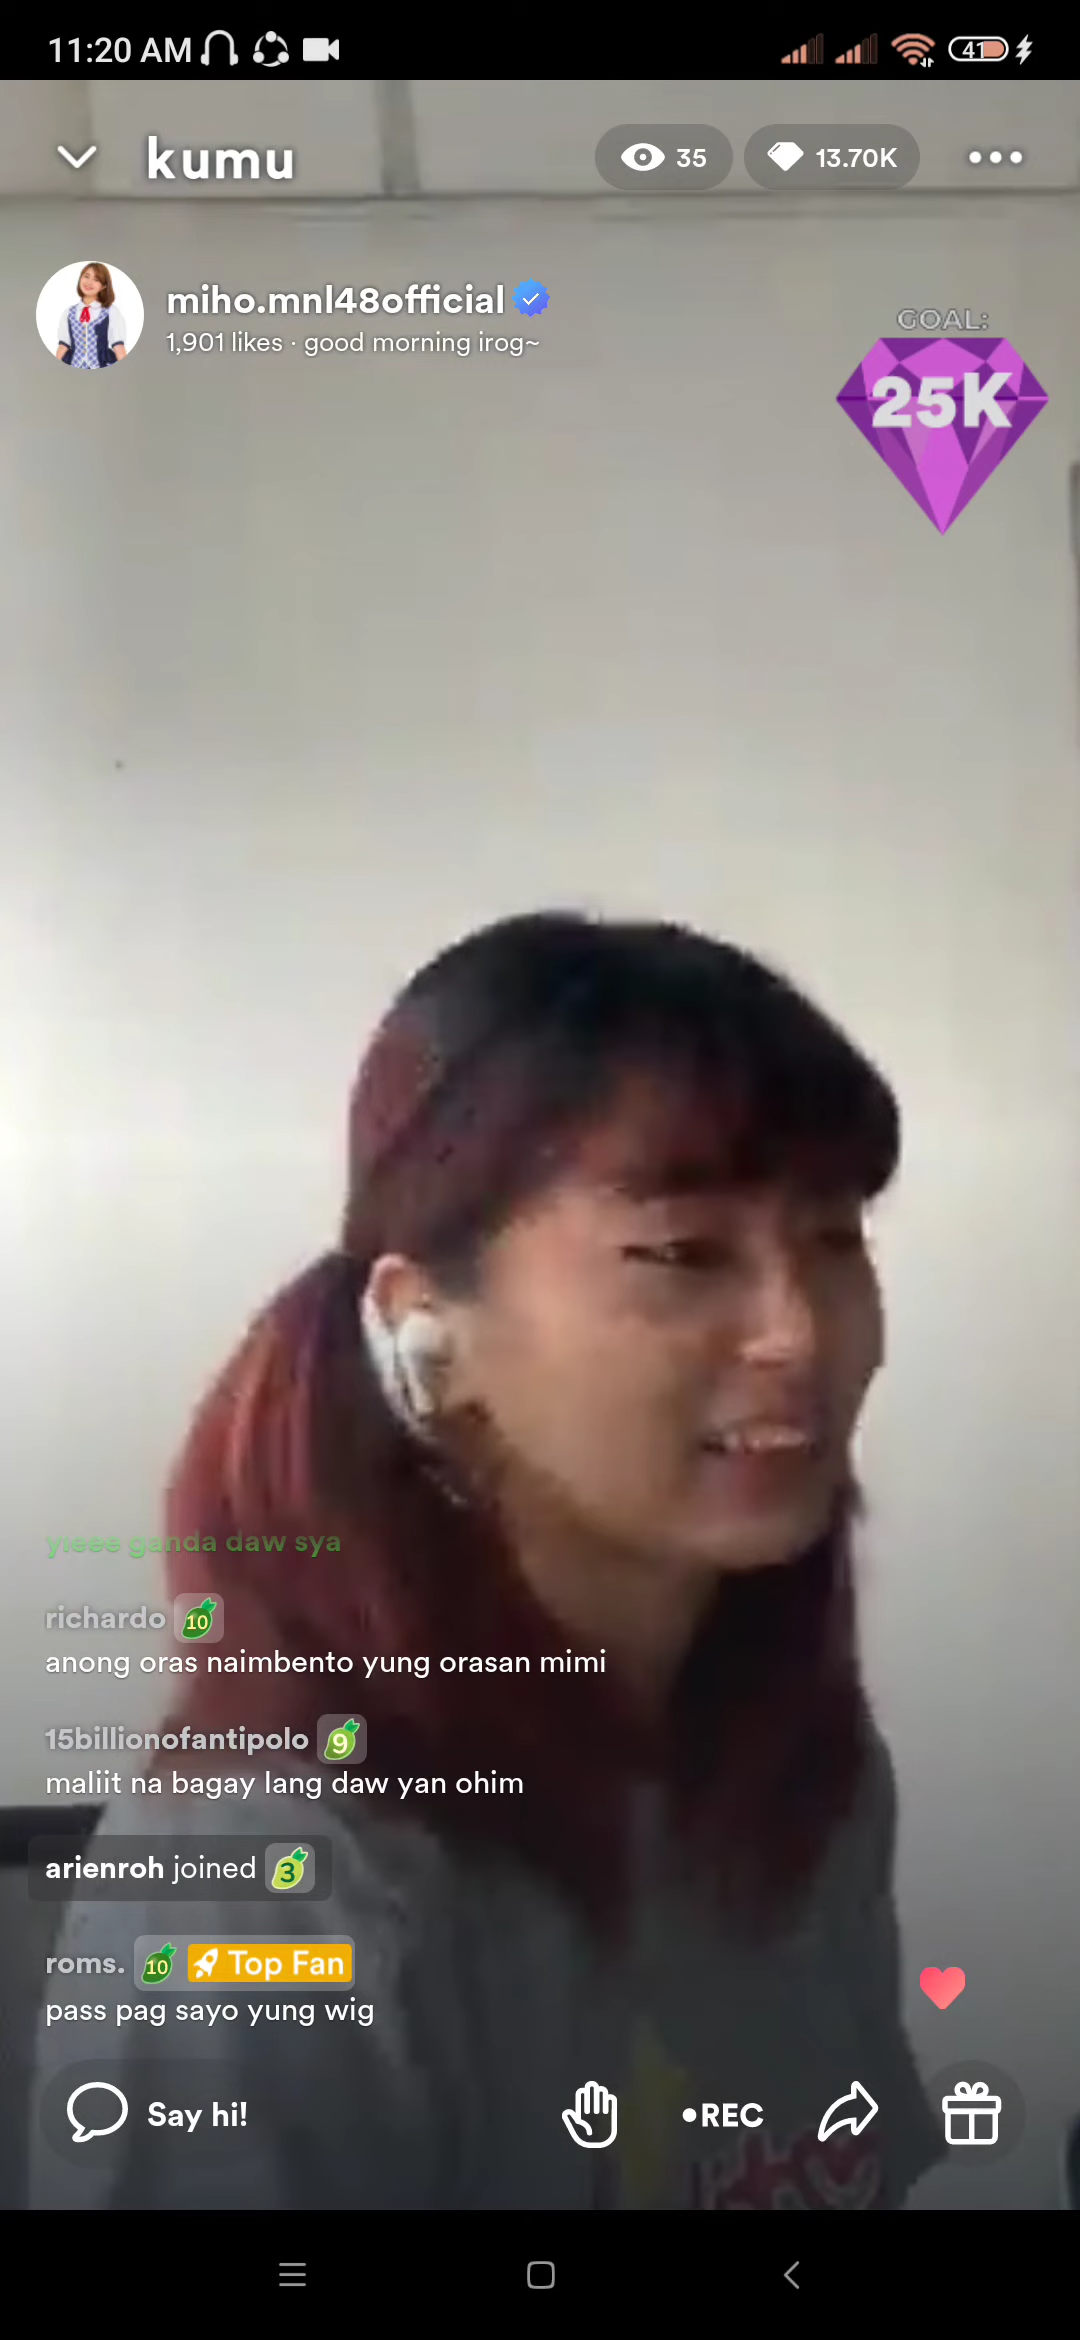 11:20 AM
41
kumu
35
13.70K
miho.mnl48official
1,901 likes · good morning irog~
GOAL:
25K
yieee ganda daw sya
richardo 10
anong oras naimbento yung orasan mimi
15billionofantipolo 9
maliit na bagay lang daw yan ohim
arienroh joined 3
roms. 10 Top Fan
pass pag sayo yung wig
Say hi!
•REC